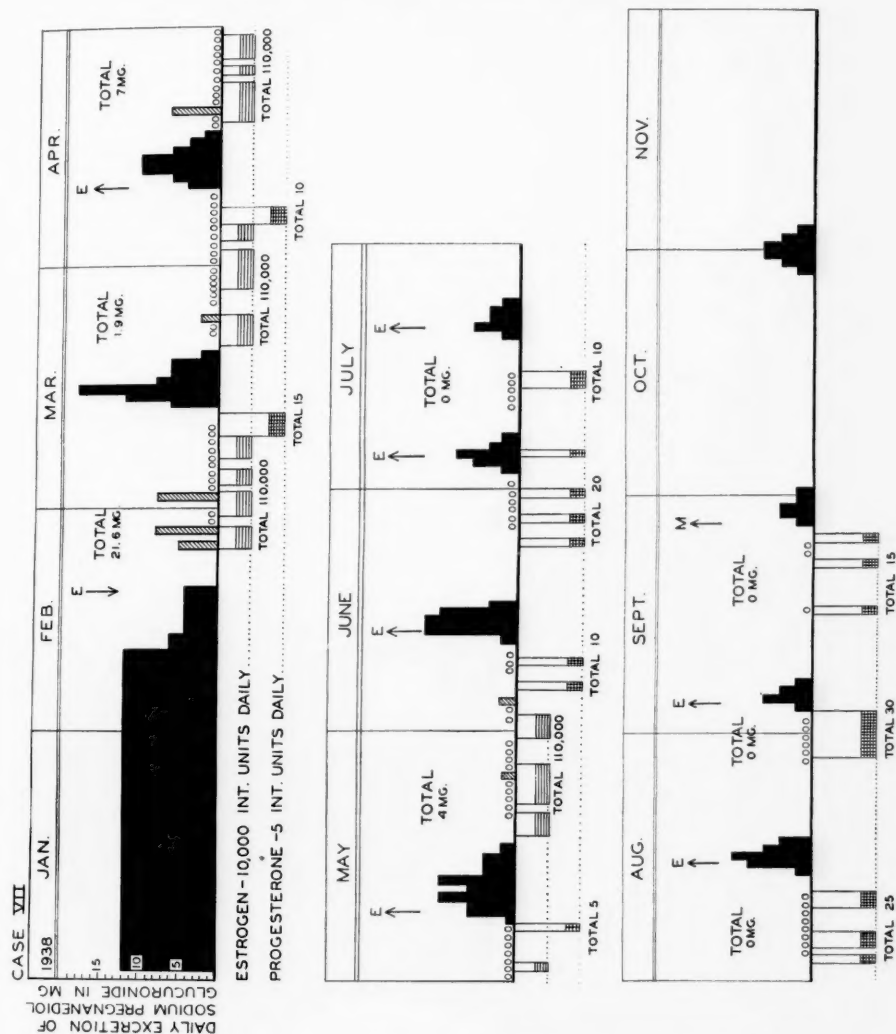 CASE VII
DAILY EXCRETION OF
SODIUM PREGNANEDIOL
GLUCURONIDE IN MG
15
10
5
1938 JAN. FEB. MAR. APR.
E
TOTAL
21.6 MG.
TOTAL
1.9 MG.
E
TOTAL
7 MG.
TOTAL 110,000
TOTAL 110,000
TOTAL 110,000
ESTROGEN-10,000 INT. UNITS DAILY
TOTAL 15
TOTAL 10
PROGESTERONE-5 INT. UNITS DAILY
MAY JUNE JULY
E
TOTAL
4 MG.
E
E
TOTAL
0 MG.
E
TOTAL 110,000
TOTAL 5
TOTAL 10
TOTAL 20
TOTAL 10
AUG. SEPT. OCT. NOV.
TOTAL
0 MG.
E
TOTAL
0 MG.
E
TOTAL
0 MG.
M
TOTAL 25
TOTAL 30
TOTAL 15